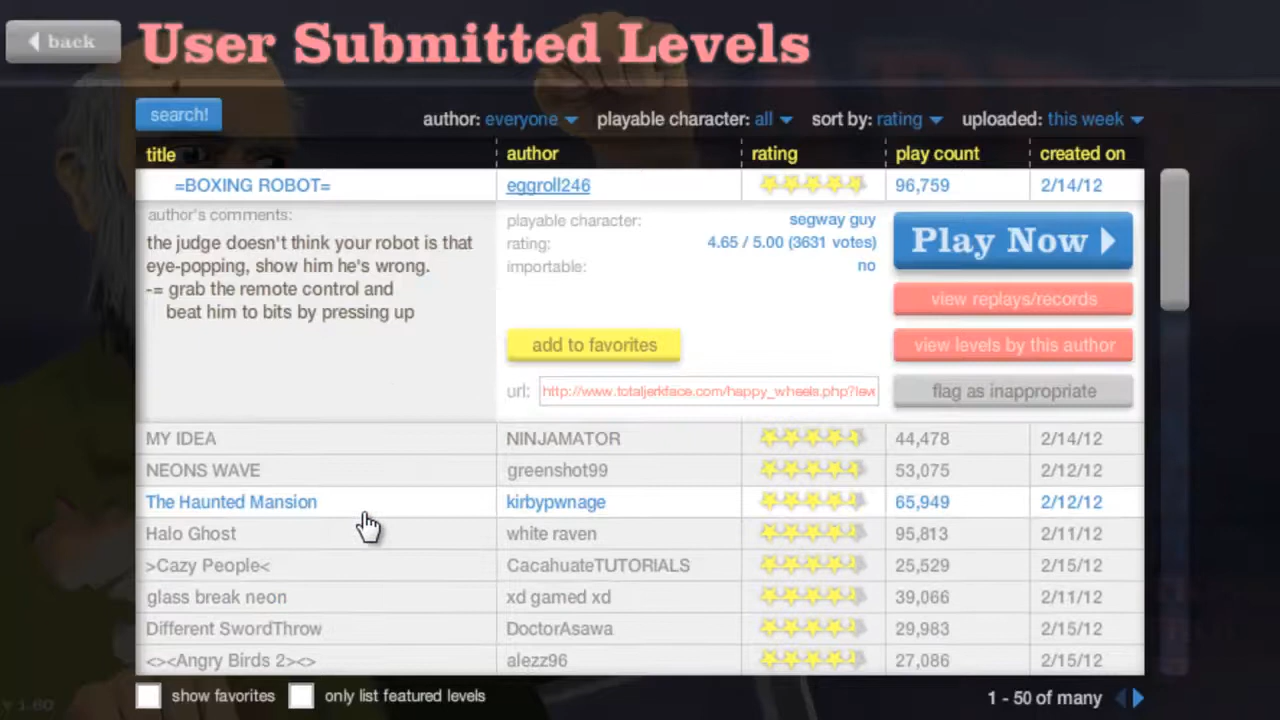 back
User Submitted Levels
search!
author: everyone playable character: all sort by: rating uploaded: this week
title author rating play count created on
=BOXING ROBOT= eggroll246 96,759 2/14/12
author's comments:
the judge doesn't think your robot is that
eye-popping, show him he's wrong.
-= grab the remote control and
beat him to bits by pressing up
playable character: segway guy
rating: 4.65 / 5.00 (3631 votes)
importable: no
add to favorites
url: http://www.totaljerkface.com/happy_wheels.php?lev
Play Now
view replays/records
view levels by this author
flag as inappropriate
MY IDEA NINJAMATOR 44,478 2/14/12
NEONS WAVE greenshot99 53,075 2/12/12
The Haunted Mansion kirbypwnage 65,949 2/12/12
Halo Ghost white raven 95,813 2/11/12
>Cazy People< CacahuateTUTORIALS 25,529 2/15/12
glass break neon xd gamed xd 39,066 2/11/12
Different SwordThrow DoctorAsawa 29,983 2/15/12
<><Angry Birds 2><> alezz96 27,086 2/15/12
show favorites only list featured levels 1 - 50 of many
v 1.60